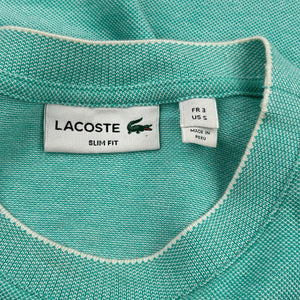 LACOSTE
SLIM FIT
FR 3
US S
MADE IN
PERU